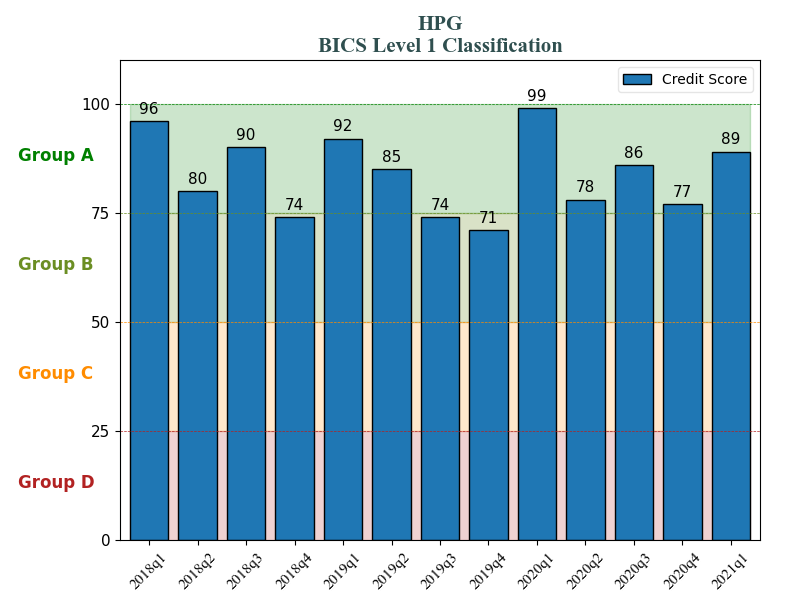 HPG
BICS Level 1 Classification
Credit Score
100
75
50
25
0
Group A
Group B
Group C
Group D
96
80
90
74
92
85
74
71
99
78
86
77
89
2018q1
2018q2
2018q3
2018q4
2019q1
2019q2
2019q3
2019q4
2020q1
2020q2
2020q3
2020q4
2021q1